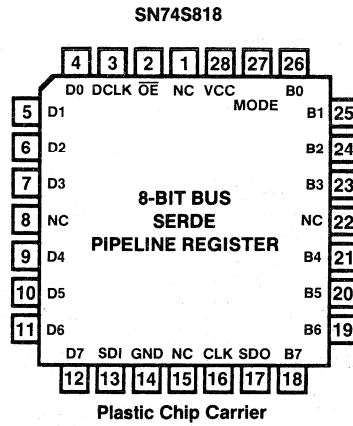 SN74S818
4 3 2 1 28 27 26
D0 DCLK OE NC VCC B0
MODE
5 D1 B1 25
6 D2 B2 24
7 D3 B3 23
8 NC NC 22
9 D4 B4 21
10 D5 B5 20
11 D6 B6 19
8-BIT BUS
SERDE
PIPELINE REGISTER
D7 SDI GND NC CLK SDO B7
12 13 14 15 16 17 18
Plastic Chip Carrier